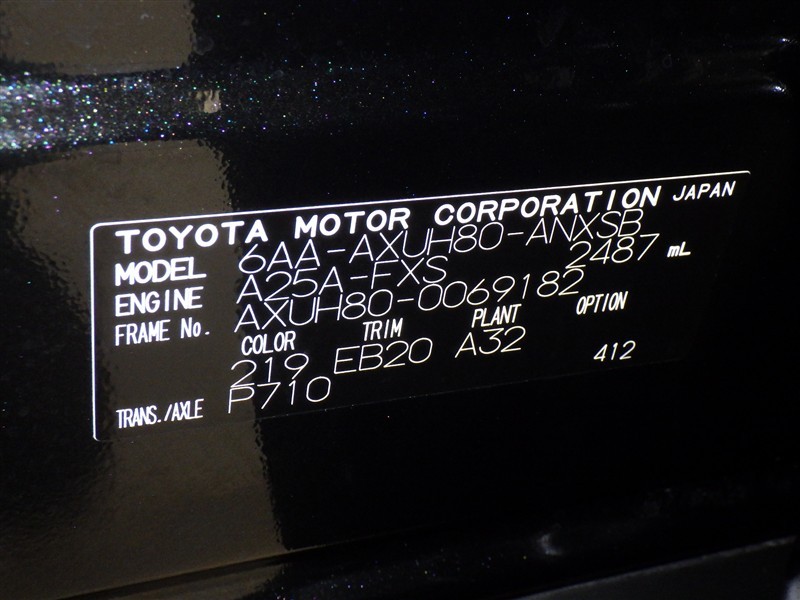 TOYOTA MOTOR CORPORATION JAPAN
MODEL 6AA-AXUH80-ANXSB
ENGINE A25A-FXS 2487 mL
FRAME No. AXUH80-0069182
COLOR TRIM PLANT OPTION
219 EB20 A32 412
TRANS./AXLE P710